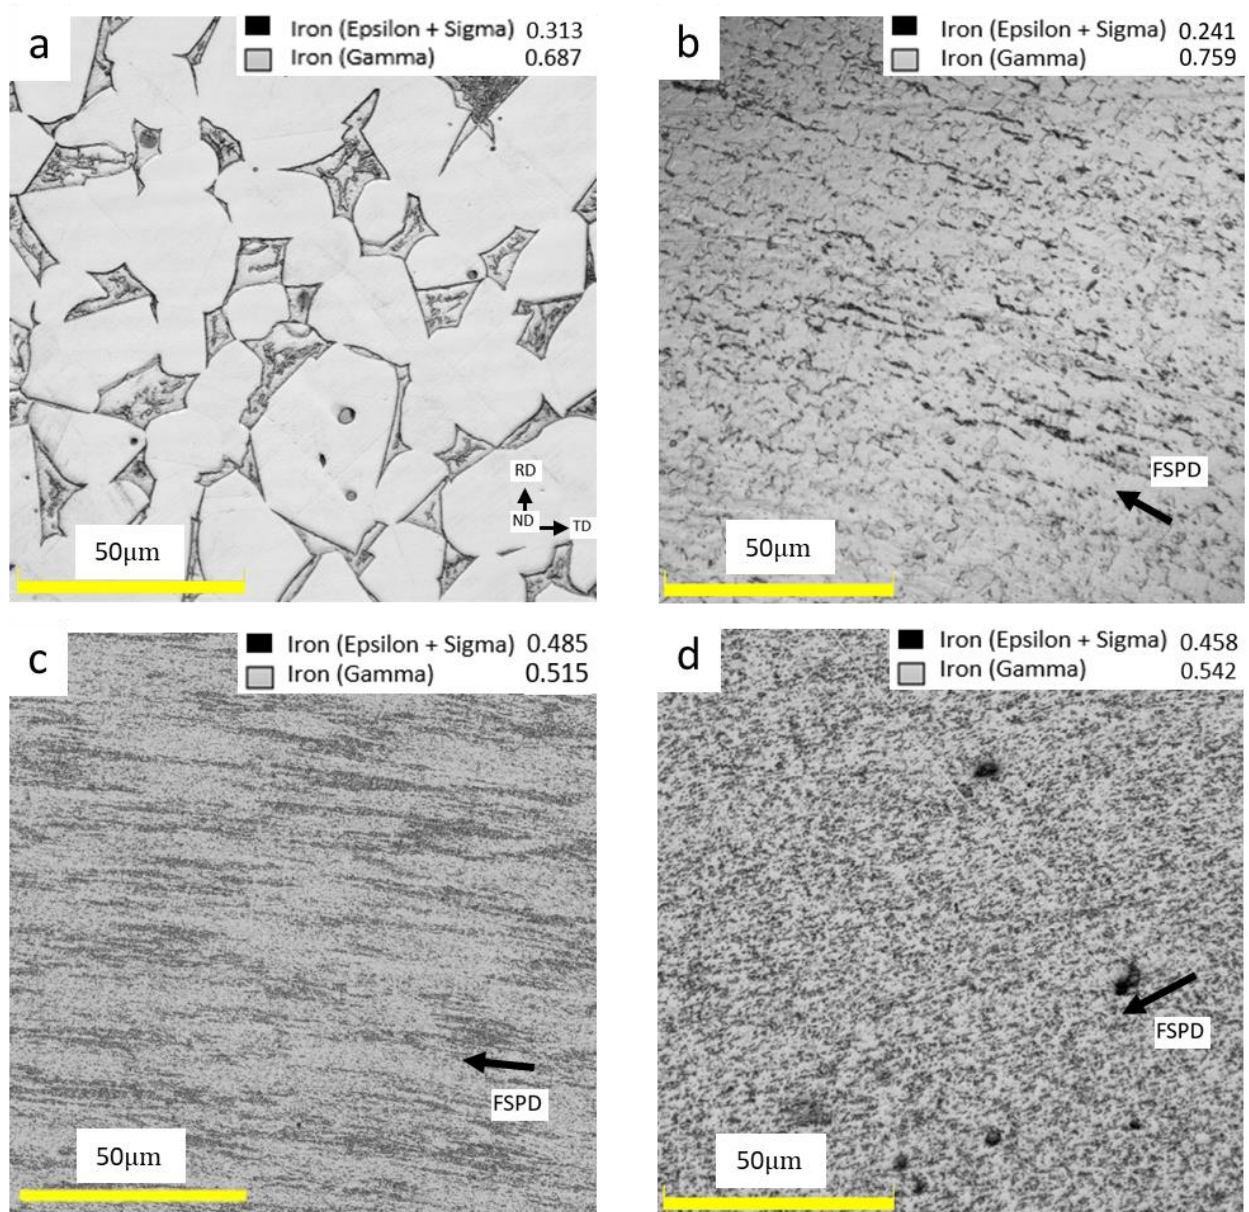 a
Iron (Epsilon + Sigma) 0.313
Iron (Gamma) 0.687
RD
ND TD
50μm
b
Iron (Epsilon + Sigma) 0.241
Iron (Gamma) 0.759
FSPD
50μm
c
Iron (Epsilon + Sigma) 0.485
Iron (Gamma) 0.515
FSPD
50μm
d
Iron (Epsilon + Sigma) 0.458
Iron (Gamma) 0.542
FSPD
50μm